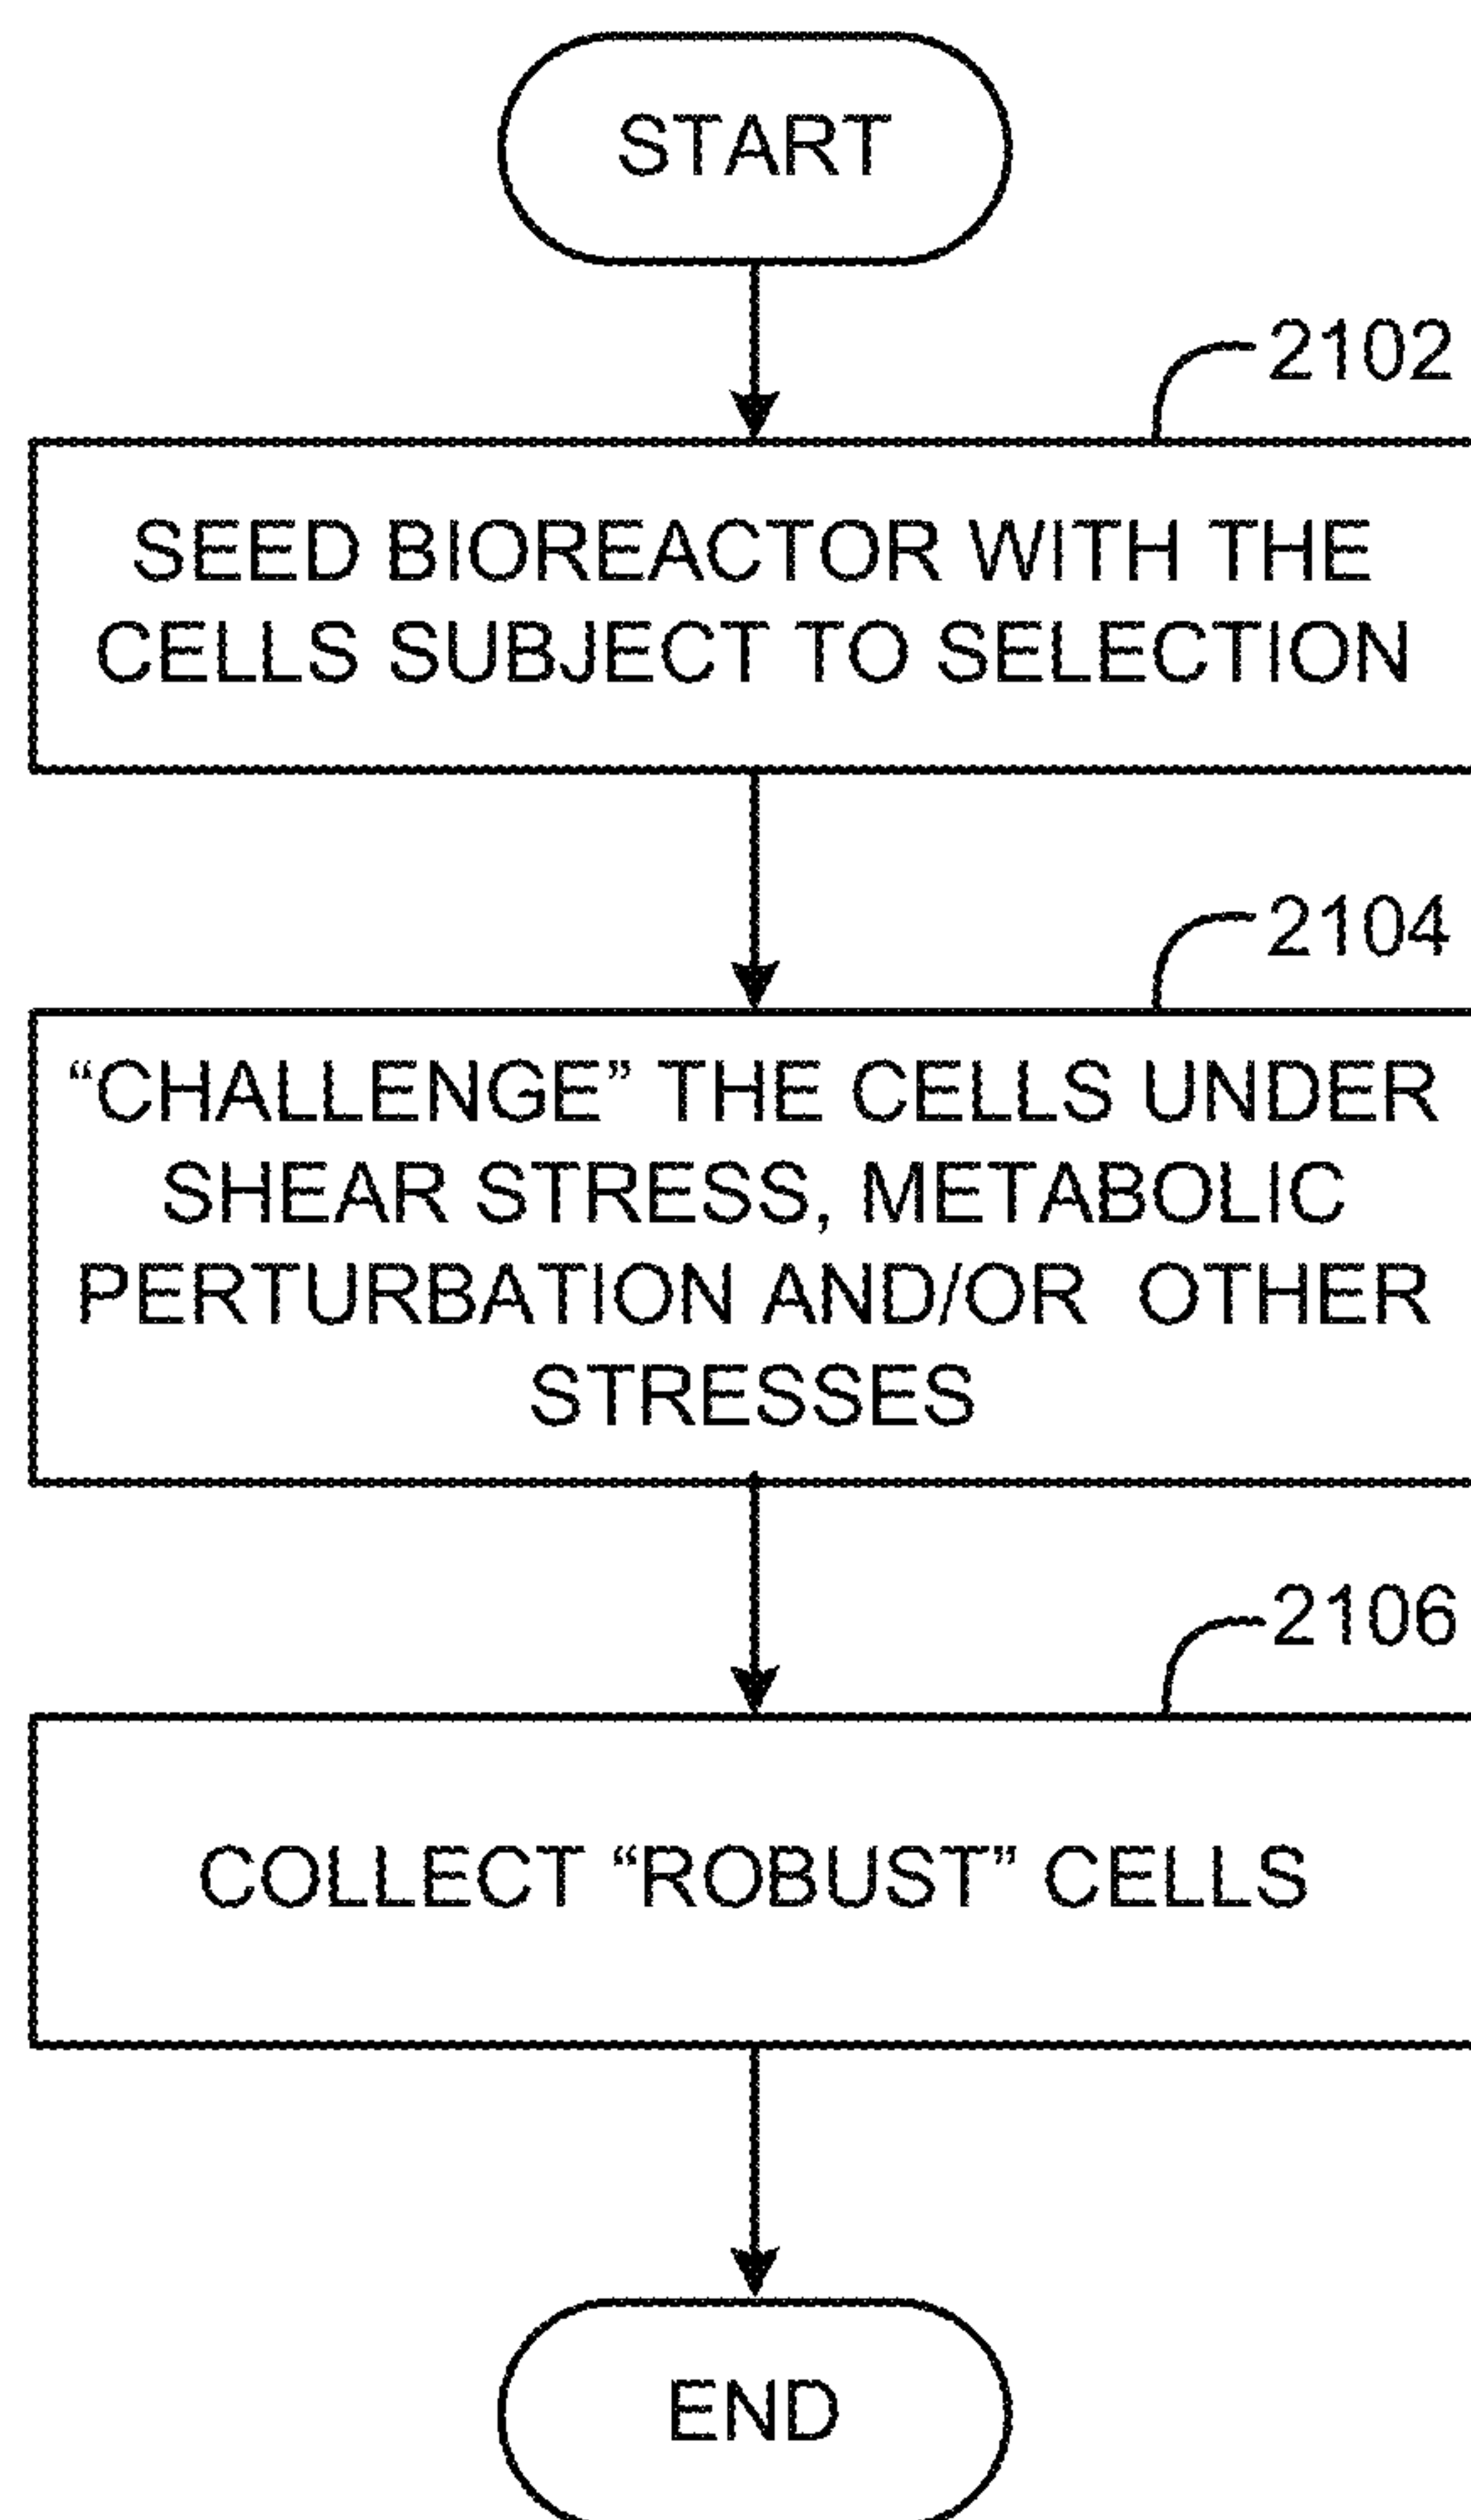 START
2102
SEED BIOREACTOR WITH THE
CELLS SUBJECT TO SELECTION
2104
“CHALLENGE” THE CELLS UNDER
SHEAR STRESS, METABOLIC
PERTURBATION AND/OR OTHER
STRESSES
2106
COLLECT “ROBUST” CELLS
END